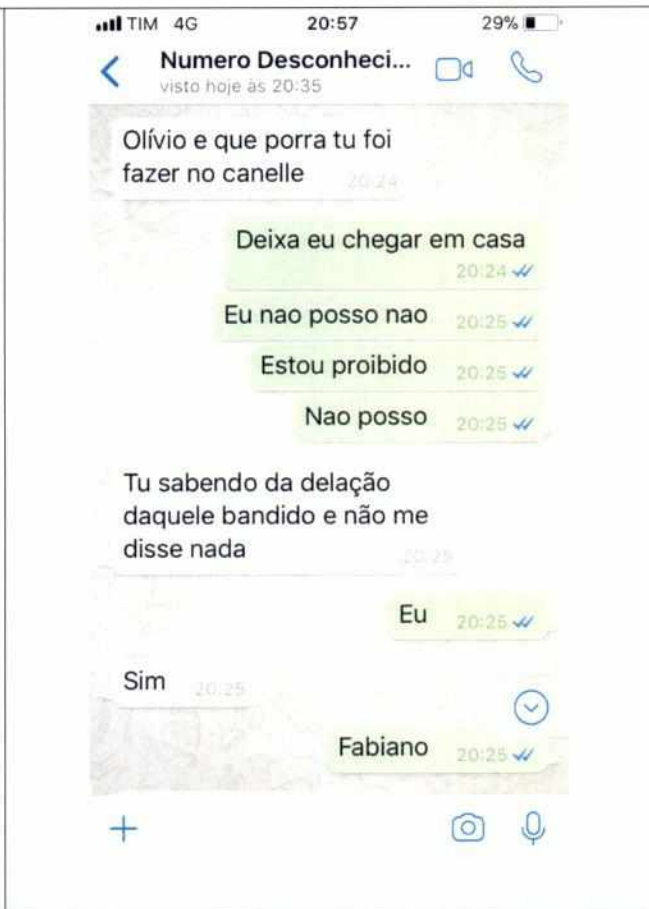 TIM 4G 20:57 29%
Numero Desconheci...
visto hoje às 20:35
Olívio e que porra tu foi
fazer no canelle 20:24
Deixa eu chegar em casa
20:24
Eu nao posso nao 20:25
Estou proibido 20:25
Nao posso 20:25
Tu sabendo da delação
daquele bandido e não me
disse nada 20:25
Eu 20:25
Sim 20:25
Fabiano 20:25